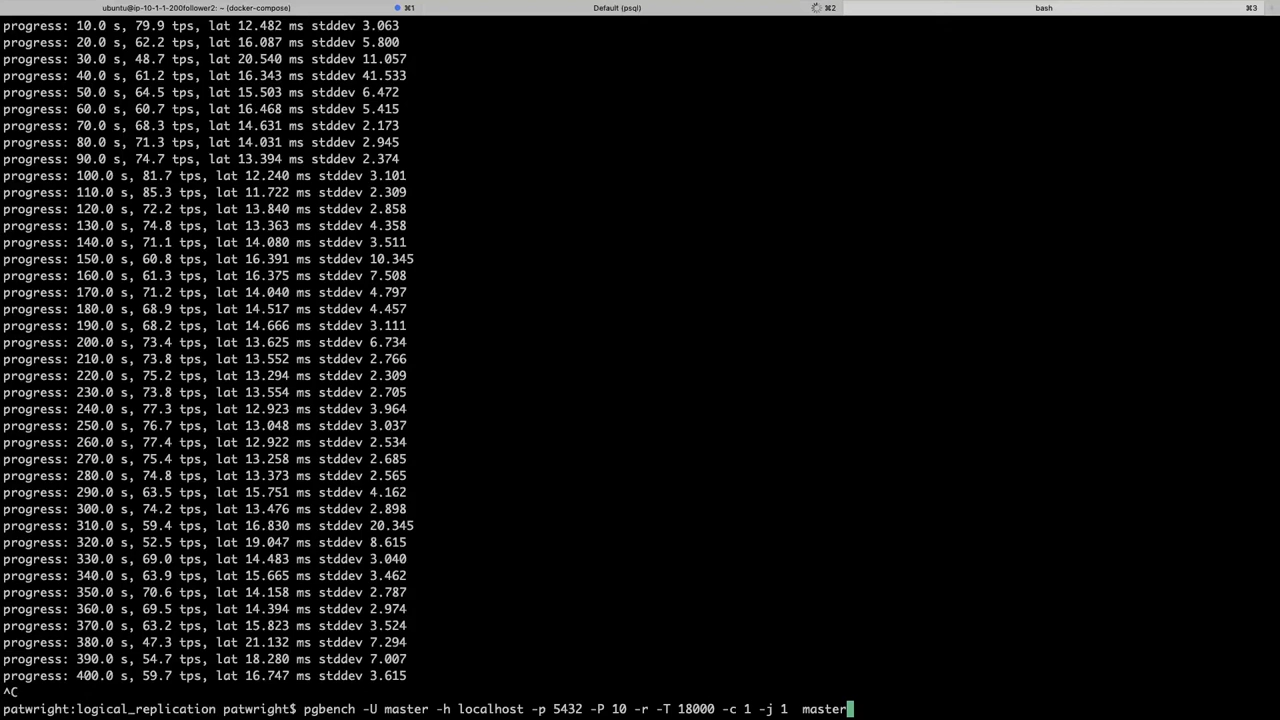 ubuntu@ip-10-1-1-200follower2: ~ (docker-compose) ⌘1 Default (psql) ⌘2 bash ⌘3
progress: 10.0 s, 79.9 tps, lat 12.482 ms stddev 3.063
progress: 20.0 s, 62.2 tps, lat 16.087 ms stddev 5.800
progress: 30.0 s, 48.7 tps, lat 20.540 ms stddev 11.057
progress: 40.0 s, 61.2 tps, lat 16.343 ms stddev 41.533
progress: 50.0 s, 64.5 tps, lat 15.503 ms stddev 6.472
progress: 60.0 s, 60.7 tps, lat 16.468 ms stddev 5.415
progress: 70.0 s, 68.3 tps, lat 14.631 ms stddev 2.173
progress: 80.0 s, 71.3 tps, lat 14.031 ms stddev 2.945
progress: 90.0 s, 74.7 tps, lat 13.394 ms stddev 2.374
progress: 100.0 s, 81.7 tps, lat 12.240 ms stddev 3.101
progress: 110.0 s, 85.3 tps, lat 11.722 ms stddev 2.309
progress: 120.0 s, 72.2 tps, lat 13.840 ms stddev 2.858
progress: 130.0 s, 74.8 tps, lat 13.363 ms stddev 4.358
progress: 140.0 s, 71.1 tps, lat 14.080 ms stddev 3.511
progress: 150.0 s, 60.8 tps, lat 16.391 ms stddev 10.345
progress: 160.0 s, 61.3 tps, lat 16.375 ms stddev 7.508
progress: 170.0 s, 71.2 tps, lat 14.040 ms stddev 4.797
progress: 180.0 s, 68.9 tps, lat 14.517 ms stddev 4.457
progress: 190.0 s, 68.2 tps, lat 14.666 ms stddev 3.111
progress: 200.0 s, 73.4 tps, lat 13.625 ms stddev 6.734
progress: 210.0 s, 73.8 tps, lat 13.552 ms stddev 2.766
progress: 220.0 s, 75.2 tps, lat 13.294 ms stddev 2.309
progress: 230.0 s, 73.8 tps, lat 13.554 ms stddev 2.705
progress: 240.0 s, 77.3 tps, lat 12.923 ms stddev 3.964
progress: 250.0 s, 76.7 tps, lat 13.048 ms stddev 3.037
progress: 260.0 s, 77.4 tps, lat 12.922 ms stddev 2.534
progress: 270.0 s, 75.4 tps, lat 13.258 ms stddev 2.685
progress: 280.0 s, 74.8 tps, lat 13.373 ms stddev 2.565
progress: 290.0 s, 63.5 tps, lat 15.751 ms stddev 4.162
progress: 300.0 s, 74.2 tps, lat 13.476 ms stddev 2.898
progress: 310.0 s, 59.4 tps, lat 16.830 ms stddev 20.345
progress: 320.0 s, 52.5 tps, lat 19.047 ms stddev 8.615
progress: 330.0 s, 69.0 tps, lat 14.483 ms stddev 3.040
progress: 340.0 s, 63.9 tps, lat 15.665 ms stddev 3.462
progress: 350.0 s, 70.6 tps, lat 14.158 ms stddev 2.787
progress: 360.0 s, 69.5 tps, lat 14.394 ms stddev 2.974
progress: 370.0 s, 63.2 tps, lat 15.823 ms stddev 3.524
progress: 380.0 s, 47.3 tps, lat 21.132 ms stddev 7.294
progress: 390.0 s, 54.7 tps, lat 18.280 ms stddev 7.007
progress: 400.0 s, 59.7 tps, lat 16.747 ms stddev 3.615
^C
patwright:logical_replication patwright$ pgbench -U master -h localhost -p 5432 -P 10 -r -T 18000 -c 1 -j 1  master